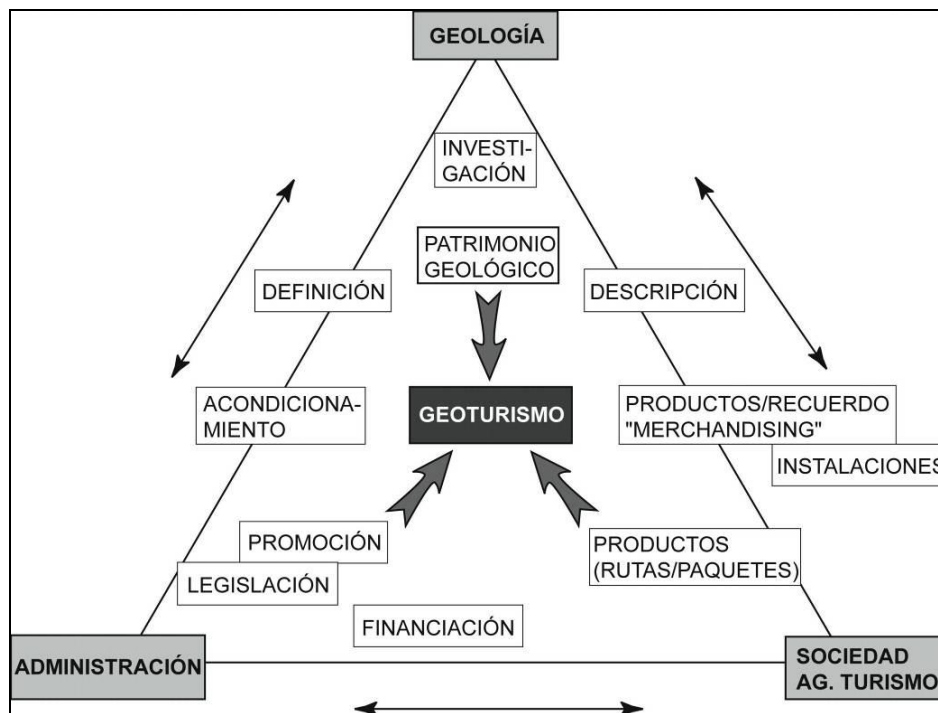 GEOLOGÍA
INVESTI-
GACIÓN
PATRIMONIO
GEOLÓGICO
DEFINICIÓN
DESCRIPCIÓN
ACONDICIONA-
MIENTO
GEOTURISMO
PRODUCTOS/RECUERDO
"MERCHANDISING"
INSTALACIONES
PROMOCIÓN
LEGISLACIÓN
PRODUCTOS
(RUTAS/PAQUETES)
FINANCIACIÓN
ADMINISTRACIÓN
SOCIEDAD
AG. TURISMO